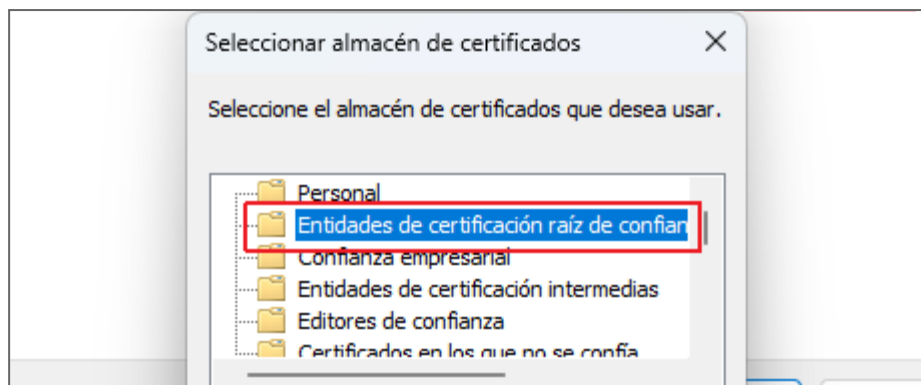 Seleccionar almacén de certificados
Seleccione el almacén de certificados que desea usar.
Personal
Entidades de certificación raíz de confian
Confianza empresarial
Entidades de certificación intermedias
Editores de confianza
Certificados en los que no se confía